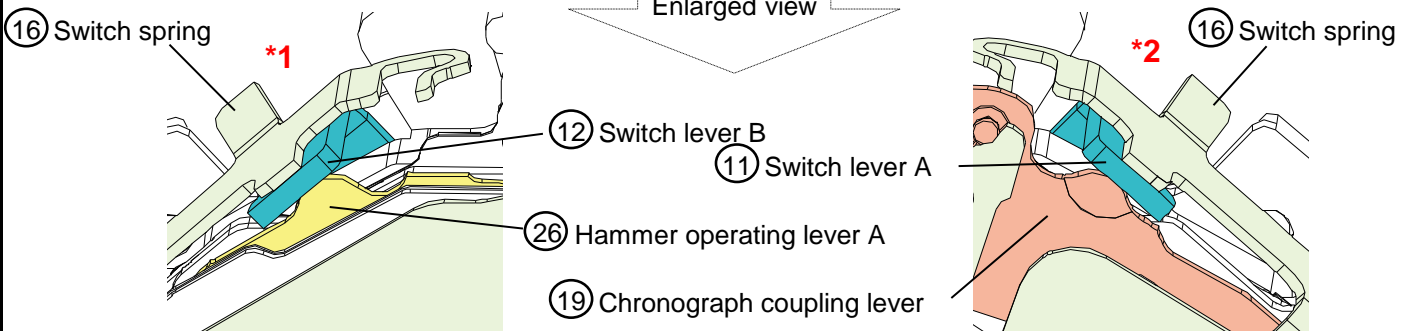 Enlarged view
16 Switch spring
*1
*2
16 Switch spring
12 Switch lever B
11 Switch lever A
26 Hammer operating lever A
19 Chronograph coupling lever